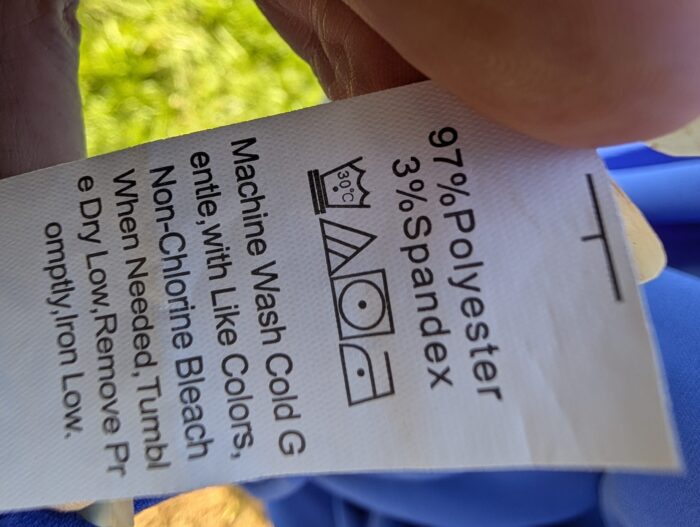 97%Polyester
3%Spandex
30°C
Machine Wash Cold G
entle,with Like Colors,
Non-Chlorine Bleach
When Needed,Tumbl
e Dry Low,Remove Pr
omptly,Iron Low.